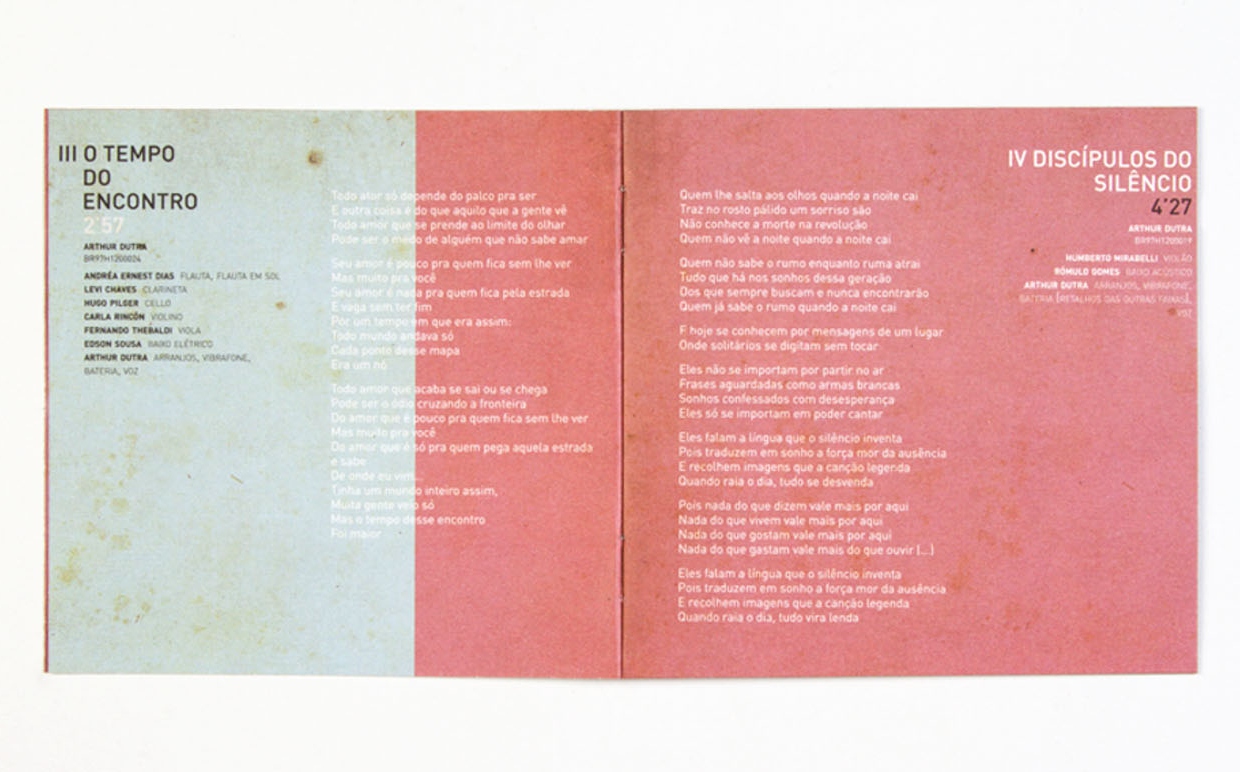 III O TEMPO
DO
ENCONTRO
2'57
ARTHUR DUTRA
BR97H1200024
ANDRÉA ERNEST DIAS FLAUTA, FLAUTA EM SOL
LEVI CHAVES CLARINETA
HUGO PILGER CELLO
CARLA RINCÓN VIOLINO
FERNANDO THEBALDI VIOLA
EDSON SOUSA BAIXO ELÉTRICO
ARTHUR DUTRA ARRANJOS, VIBRAFONE,
BATERIA, VOZ
Todo ator só depende do palco pra ser
E outra coisa é do que aquilo que a gente vê
Todo amor que se prende ao limite do olhar
Pode ser o medo de alguém que não sabe amar
Seu amor é pouco pra quem fica sem lhe ver
Mas muito pra você
Seu amor é nada pra quem fica pela estrada
E vaga sem ter fim
Por um tempo em que era assim:
Todo mundo andava só
Cada ponto desse mapa
Era um nó
Todo amor que acaba se sai ou se chega
Pode ser o ódio cruzando a fronteira
Do amor que é pouco pra quem fica sem lhe ver
Mas muito pra você
Do amor que é só pra quem pega aquela estrada
e sabe
De onde eu vim...
Tinha um mundo inteiro assim,
Muita gente veio só
Mas o tempo desse encontro
Foi maior
IV DISCÍPULOS DO
SILÊNCIO
4'27
ARTHUR DUTRA
BR97H1200019
HUMBERTO MIRABELLI VIOLÃO
RÔMULO GOMES BAIXO ACÚSTICO
ARTHUR DUTRA ARRANJOS, VIBRAFONE,
BATERIA (RETALHOS DAS OUTRAS FAIXAS),
VOZ
Quem lhe salta aos olhos quando a noite cai
Traz no rosto pálido um sorriso são
Não conhece a morte na revolução
Quem não vê a noite quando a noite cai
Quem não sabe o rumo enquanto ruma atrai
Tudo que há nos sonhos dessa geração
Dos que sempre buscam e nunca encontrarão
Quem já sabe o rumo quando a noite cai
E hoje se conhecem por mensagens de um lugar
Onde solitários se digitam sem tocar
Eles não se importam por partir no ar
Frases aguardadas como armas brancas
Sonhos confessados com desesperança
Eles só se importam em poder cantar
Eles falam a língua que o silêncio inventa
Pois traduzem em sonho a força mor da ausência
E recolhem imagens que a canção legenda
Quando raia o dia, tudo se desvenda
Pois nada do que dizem vale mais por aqui
Nada do que vivem vale mais por aqui
Nada do que gostam vale mais por aqui
Nada do que gastam vale mais do que ouvir (...)
Eles falam a língua que o silêncio inventa
Pois traduzem em sonho a força mor da ausência
E recolhem imagens que a canção legenda
Quando raia o dia, tudo vira lenda